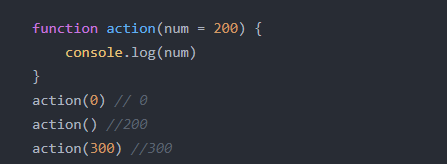 function action(num = 200) {
    console.log(num)
}
action(0) // 0
action() //200
action(300) //300